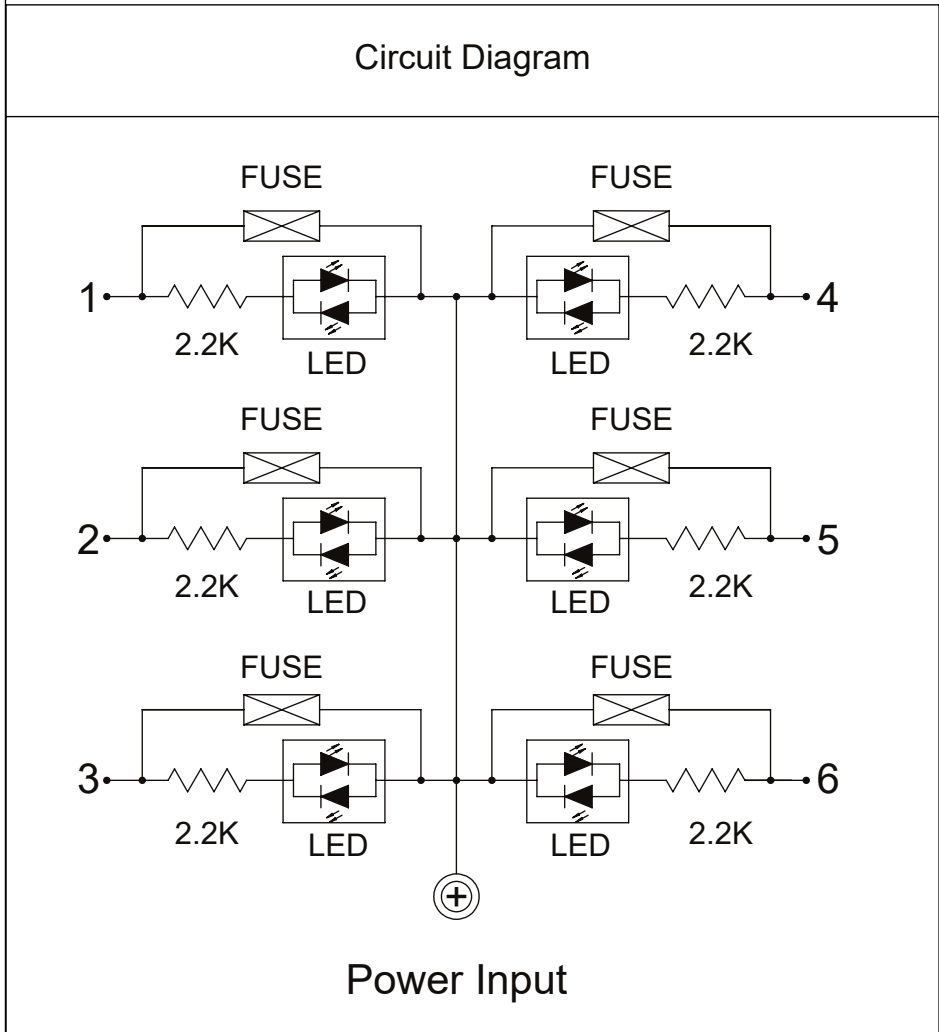 Circuit Diagram
FUSE FUSE
1 4
2.2K LED LED 2.2K
FUSE FUSE
2 5
2.2K LED LED 2.2K
FUSE FUSE
3 6
2.2K LED LED 2.2K
+
Power Input